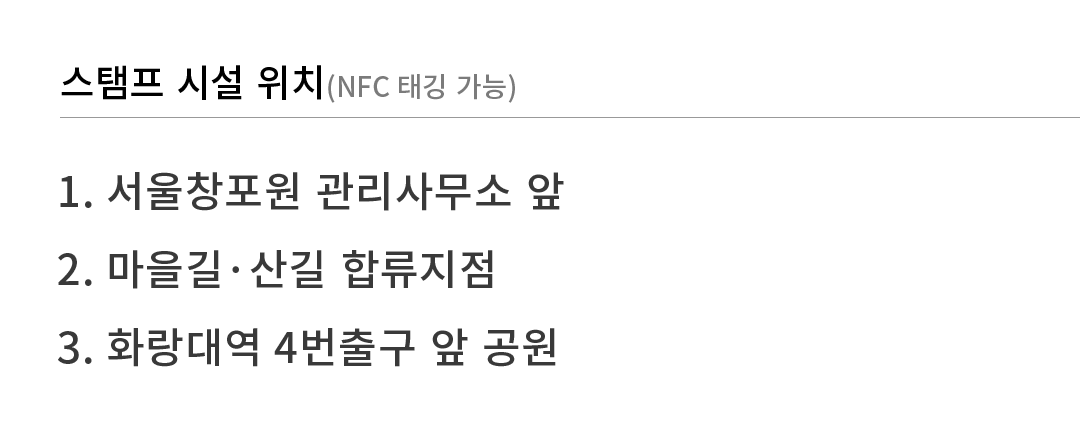 스탬프 시설 위치(NFC 태깅 가능)
1. 서울창포원 관리사무소 앞
2. 마을길·산길 합류지점
3. 화랑대역 4번출구 앞 공원